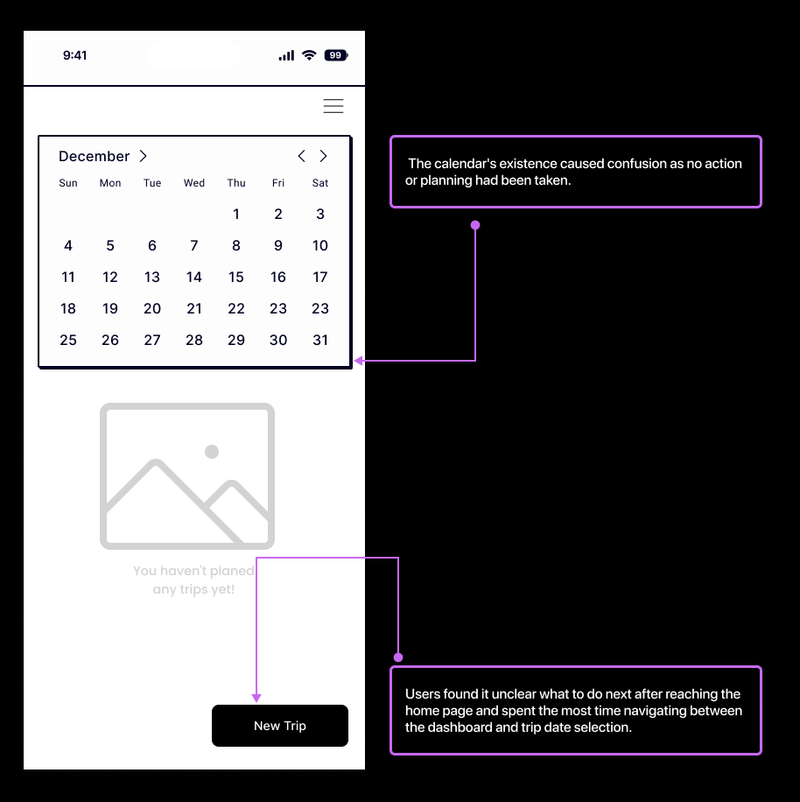 9:41
99
December
Sun Mon Tue Wed Thu Fri Sat
1 2 3
4 5 6 7 8 9 10
11 12 13 14 15 16 17
18 19 20 21 22 23 23
25 26 27 28 29 30 31
You haven't planed
any trips yet!
New Trip
The calendar's existence caused confusion as no action
or planning had been taken.
Users found it unclear what to do next after reaching the
home page and spent the most time navigating between
the dashboard and trip date selection.